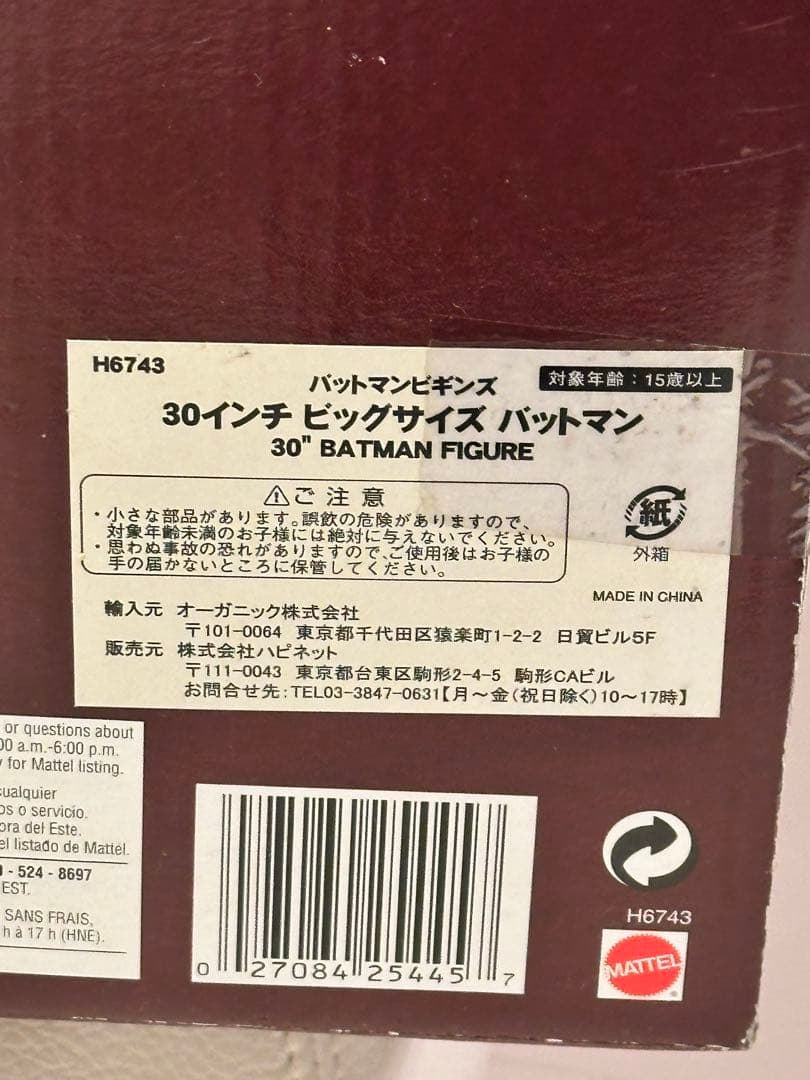 H6743
バットマンビギンズ
対象年齢：15歳以上
30インチ ビッグサイズ バットマン
30" BATMAN FIGURE
⚠ご注意
・小さな部品があります。誤飲の危険がありますので、
対象年齢未満のお子様には絶対に与えないでください。
・思わぬ事故の恐れがありますので、ご使用後はお子様の
手の届かないところに保管してください。
紙
外箱
MADE IN CHINA
輸入元 オーガニック株式会社
〒101-0064 東京都千代田区猿楽町1-2-2 日貿ビル5F
販売元 株式会社ハピネット
〒111-0043 東京都台東区駒形2-4-5 駒形CAビル
お問合せ先：TEL03-3847-0631【月〜金（祝日除く）10〜17時】
or questions about
00 a.m.-6:00 p.m.
for Mattel listing.
cualquier
os o servicio.
ora del Este.
el listado de Mattel.
- 524 - 8697
EST.
SANS FRAIS,
h à 17 h (HNE).
0 27084 25445 7
H6743
MATTEL